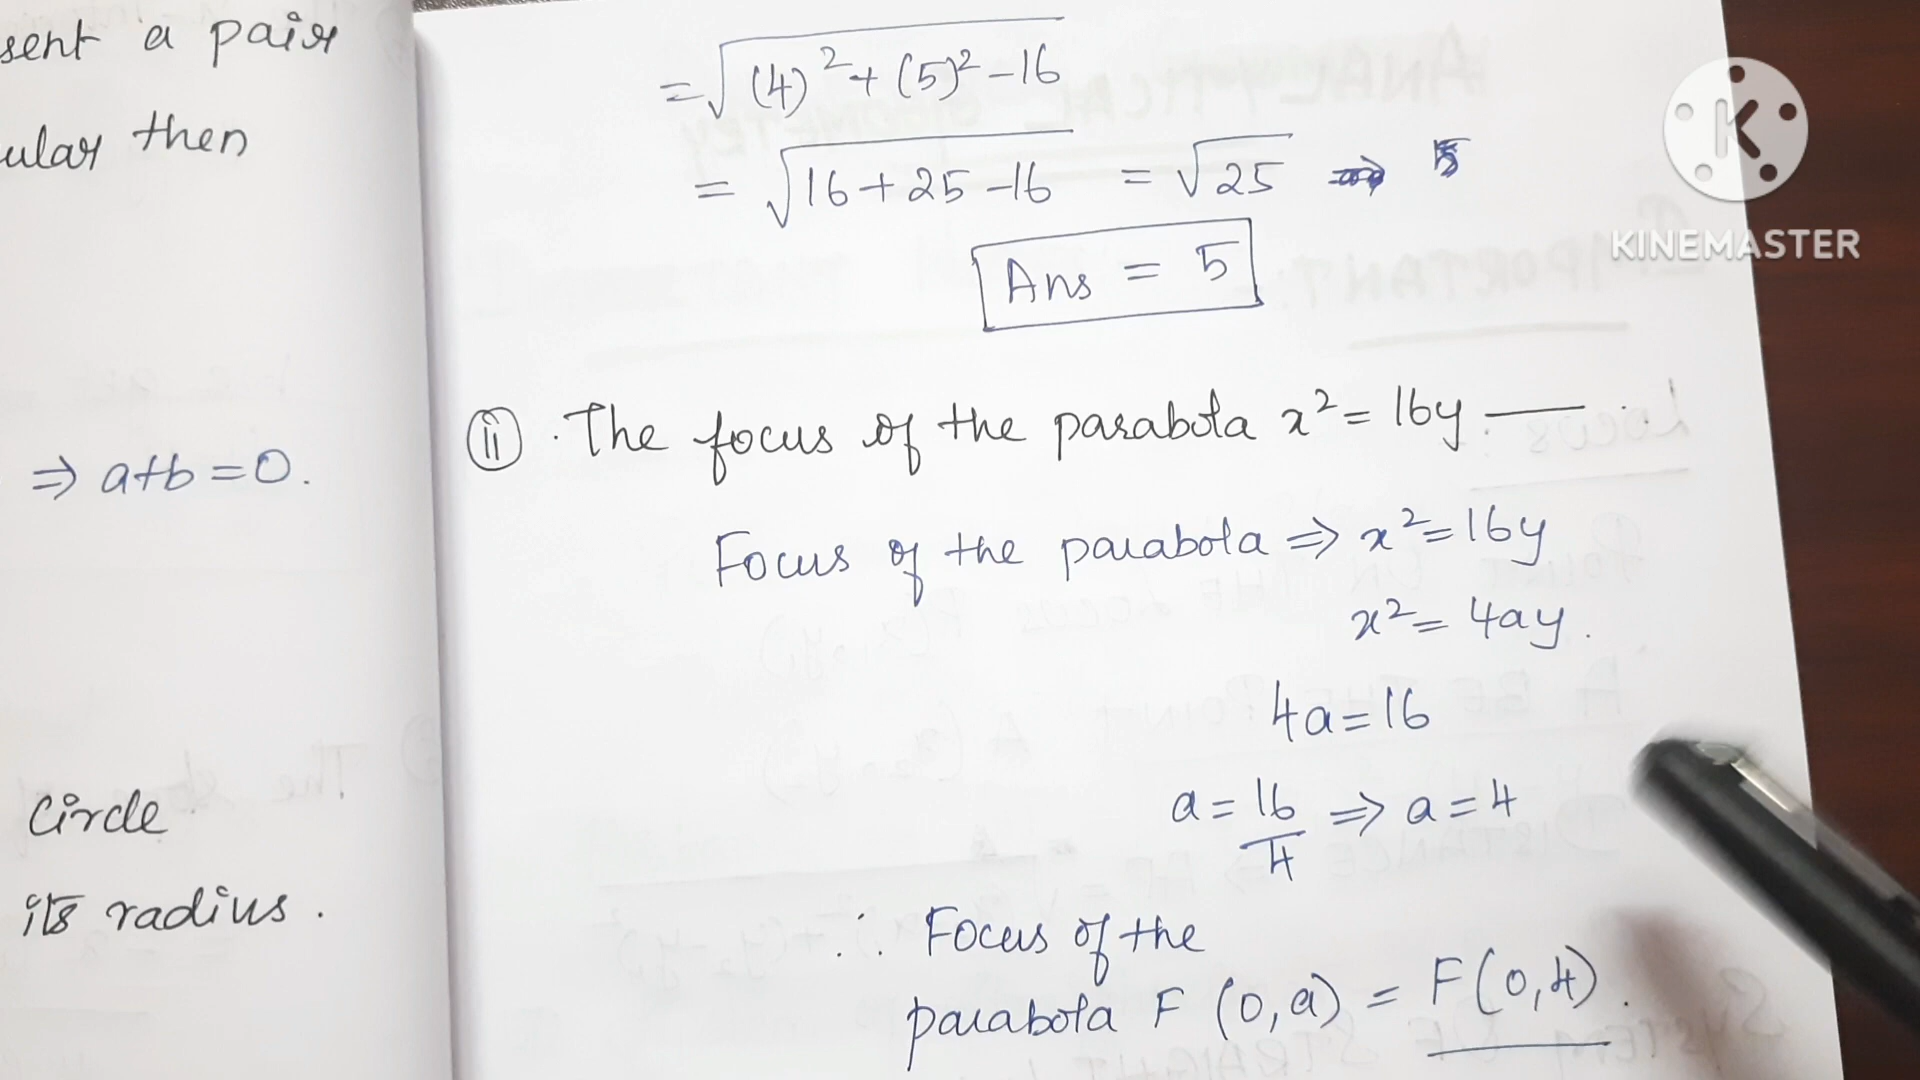 sent a pair
ular then
⇒ a+b=0.
Circle
its radius.
= √(4)²+(5)²-16
= √16+25-16 = √25 ⇒ 5
Ans = 5
(ii). The focus of the parabola x²= 16y —— .
Focus of the parabola ⇒ x²=16y
x²= 4ay.
4a=16
a = 16/4 ⇒ a=4
∴ Focus of the
parabola F (0,a) = F(0,4).
KINEMASTER